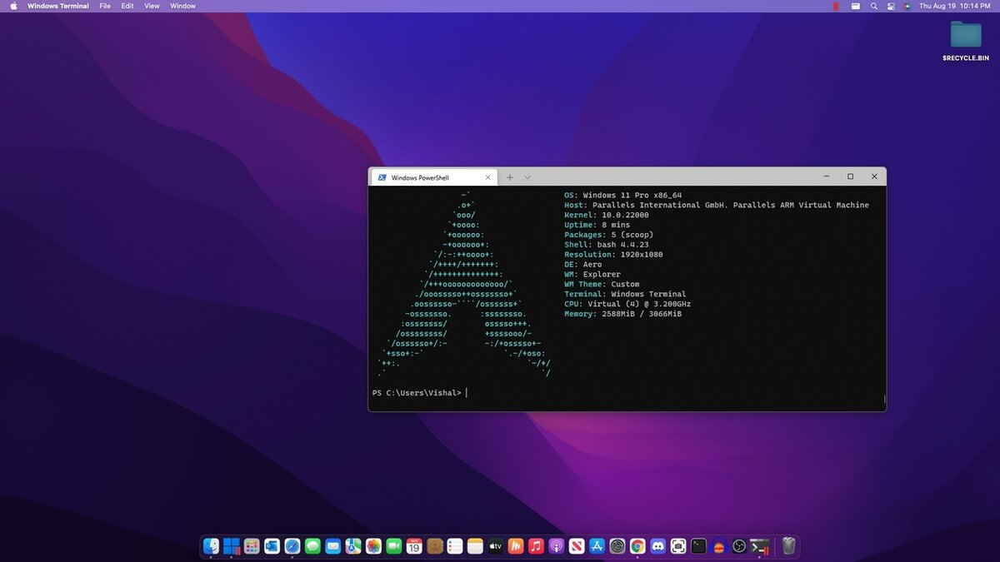 Windows Terminal File Edit View Window
Thu Aug 19 10:14 PM
$RECYCLE.BIN
Windows PowerShell
-`
.o+`
`ooo/
`+oooo:
`+oooooo:
-+oooooo+:
`/:-:++oooo+:
`/++++/+++++++:
`/++++++++++++++:
`/+++ooooooooooooo/`
./ooosssso++osssssso+`
.oossssso-````/ossssss+`
-osssssso. :ssssssso.
:osssssss/ osssso+++.
/ossssssss/ +ssssooo/-
`/ossssso+/:- -:/+osssso+-
`+sso+:-` `.-/+oso:
`++:. `-/+/
.` `/
OS: Windows 11 Pro x86_64
Host: Parallels International GmbH. Parallels ARM Virtual Machine
Kernel: 10.0.22000
Uptime: 8 mins
Packages: 5 (scoop)
Shell: bash 4.4.23
Resolution: 1920x1080
DE: Aero
WM: Explorer
WM Theme: Custom
Terminal: Windows Terminal
CPU: Virtual (4) @ 3.200GHz
Memory: 2588MiB / 3066MiB
PS C:\Users\Vishal>
AUG
19
tv